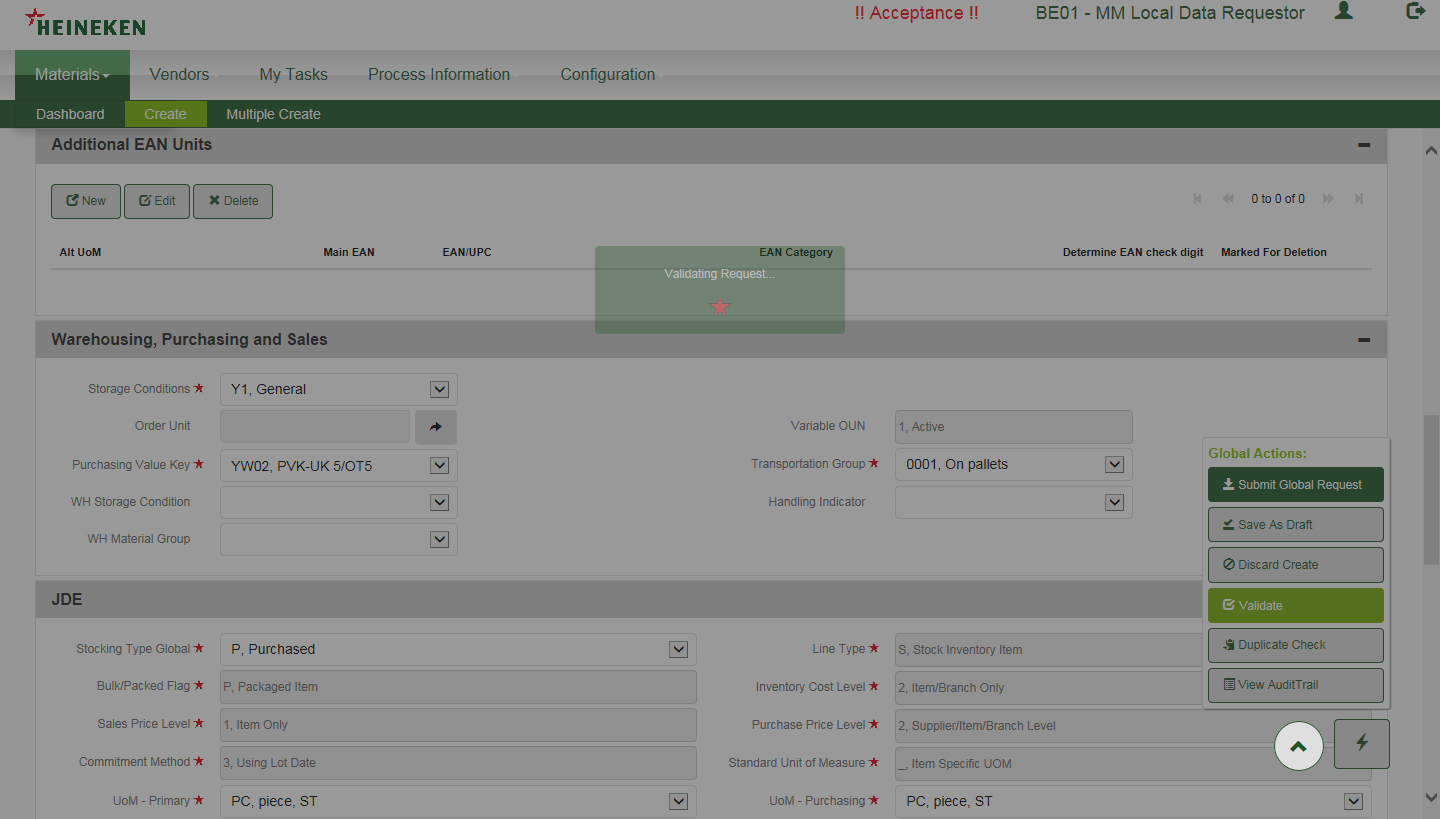 HEINEKEN
!! Acceptance !!
BE01 - MM Local Data Requestor
Materials
Vendors
My Tasks
Process Information
Configuration
Dashboard
Create
Multiple Create
Additional EAN Units
New
Edit
Delete
0 to 0 of 0
Alt UoM
Main EAN
EAN/UPC
EAN Category
Determine EAN check digit
Marked For Deletion
Validating Request...
Warehousing, Purchasing and Sales
Storage Conditions
Y1, General
Order Unit
Variable OUN
1, Active
Purchasing Value Key
YW02, PVK-UK 5/OT5
Transportation Group
0001, On pallets
WH Storage Condition
Handling Indicator
WH Material Group
Global Actions:
Submit Global Request
Save As Draft
Discard Create
Validate
Duplicate Check
View AuditTrail
JDE
Stocking Type Global
P, Purchased
Line Type
S, Stock Inventory Item
Bulk/Packed Flag
P, Packaged Item
Inventory Cost Level
2, Item/Branch Only
Sales Price Level
1, Item Only
Purchase Price Level
2, Supplier/Item/Branch Level
Commitment Method
3, Using Lot Date
Standard Unit of Measure
_, Item Specific UOM
UoM - Primary
PC, piece, ST
UoM - Purchasing
PC, piece, ST